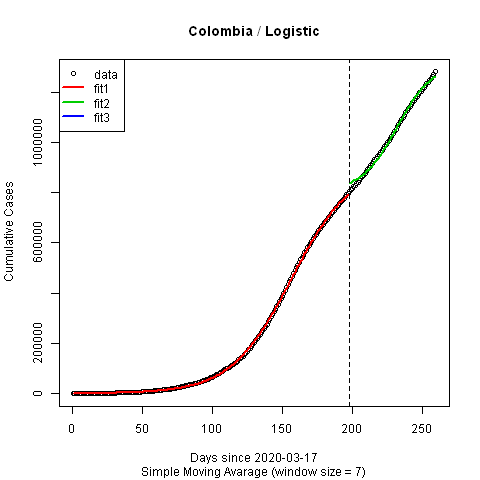 Colombia / Logistic
data
fit1
fit2
fit3
Cumulative Cases
0
200000
600000
1000000
0
50
100
150
200
250
Days since 2020-03-17
Simple Moving Avarage (window size = 7)